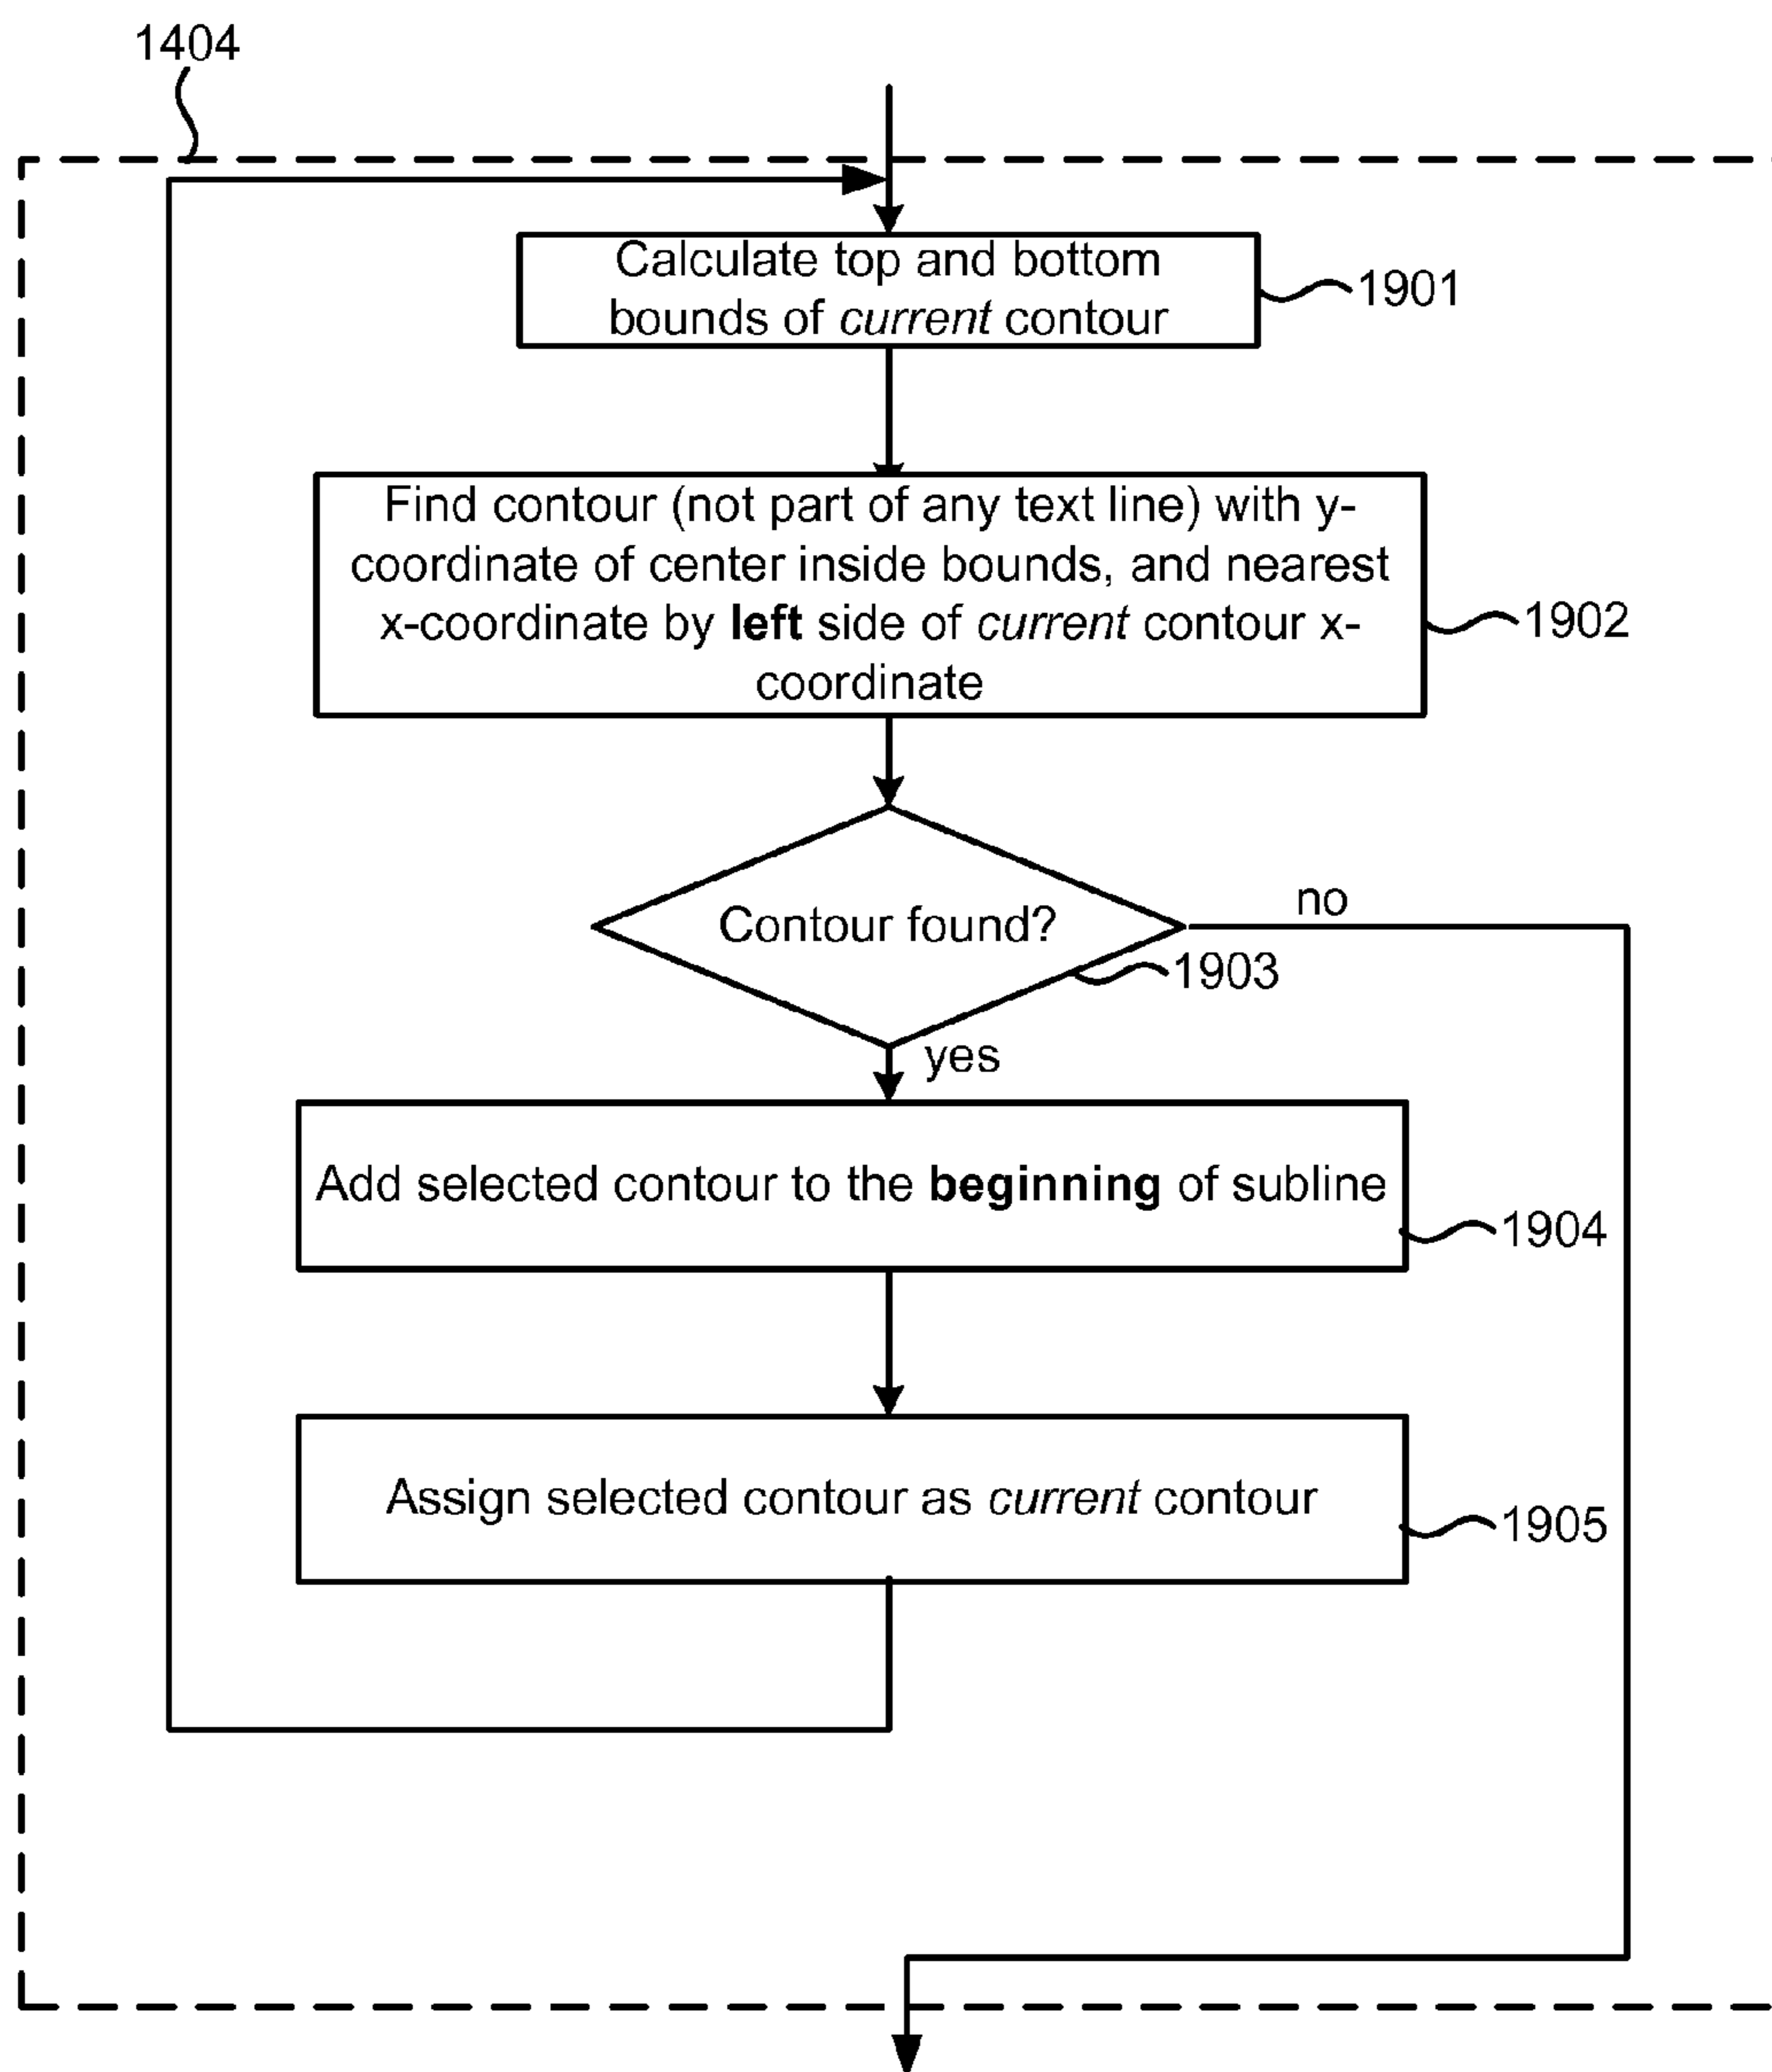 1404
Calculate top and bottom
bounds of current contour
1901
Find contour (not part of any text line) with y-
coordinate of center inside bounds, and nearest
x-coordinate by left side of current contour x-
coordinate
1902
Contour found?
no
1903
yes
Add selected contour to the beginning of subline
1904
Assign selected contour as current contour
1905